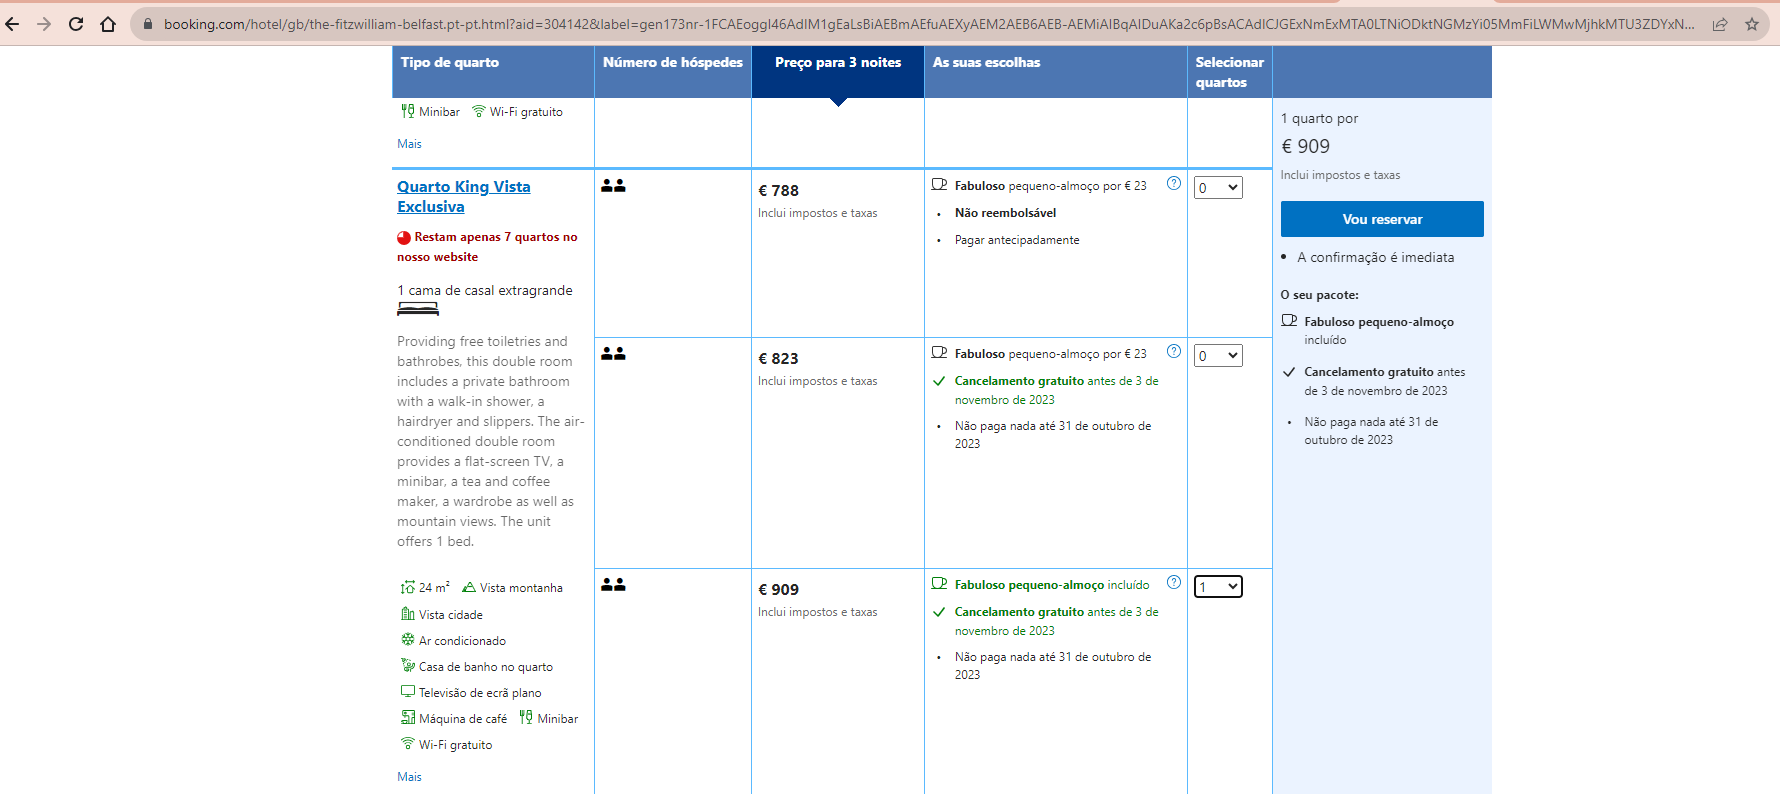 booking.com/hotel/gb/the-fitzwilliam-belfast.pt-pt.html?aid=304142&label=gen173nr-1FCAEoggI46AdIM1gEaLsBiAEBmAEfuAEXyAEM2AEB6AEB-AEMiAIBqAIDuAKa2c6pBsACAdICJGExNmExMTA0LTNiODktNGMzYi05MmFiLWMwMjhkMTU3ZDYxN...
Tipo de quarto
Número de hóspedes
Preço para 3 noites
As suas escolhas
Selecionar
quartos
Minibar Wi-Fi gratuito
Mais
Quarto King Vista
Exclusiva
Restam apenas 7 quartos no
nosso website
1 cama de casal extragrande
Providing free toiletries and
bathrobes, this double room
includes a private bathroom
with a walk-in shower, a
hairdryer and slippers. The air-
conditioned double room
provides a flat-screen TV, a
minibar, a tea and coffee
maker, a wardrobe as well as
mountain views. The unit
offers 1 bed.
24 m² Vista montanha
Vista cidade
Ar condicionado
Casa de banho no quarto
Televisão de ecrã plano
Máquina de café Minibar
Wi-Fi gratuito
Mais
€ 788
Inclui impostos e taxas
Fabuloso pequeno-almoço por € 23
• Não reembolsável
• Pagar antecipadamente
0
€ 823
Inclui impostos e taxas
Fabuloso pequeno-almoço por € 23
Cancelamento gratuito antes de 3 de
novembro de 2023
• Não paga nada até 31 de outubro de
2023
0
€ 909
Inclui impostos e taxas
Fabuloso pequeno-almoço incluído
Cancelamento gratuito antes de 3 de
novembro de 2023
• Não paga nada até 31 de outubro de
2023
1
1 quarto por
€ 909
Inclui impostos e taxas
Vou reservar
• A confirmação é imediata
O seu pacote:
Fabuloso pequeno-almoço
incluído
Cancelamento gratuito antes
de 3 de novembro de 2023
• Não paga nada até 31 de
outubro de 2023